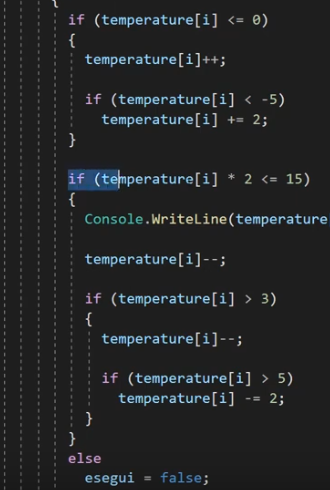 {
if (temperature[i] <= 0)
{
temperature[i]++;
if (temperature[i] < -5)
temperature[i] += 2;
}
if (temperature[i] * 2 <= 15)
{
Console.WriteLine(temperature
temperature[i]--;
if (temperature[i] > 3)
{
temperature[i]--;
if (temperature[i] > 5)
temperature[i] -= 2;
}
}
else
esegui = false;